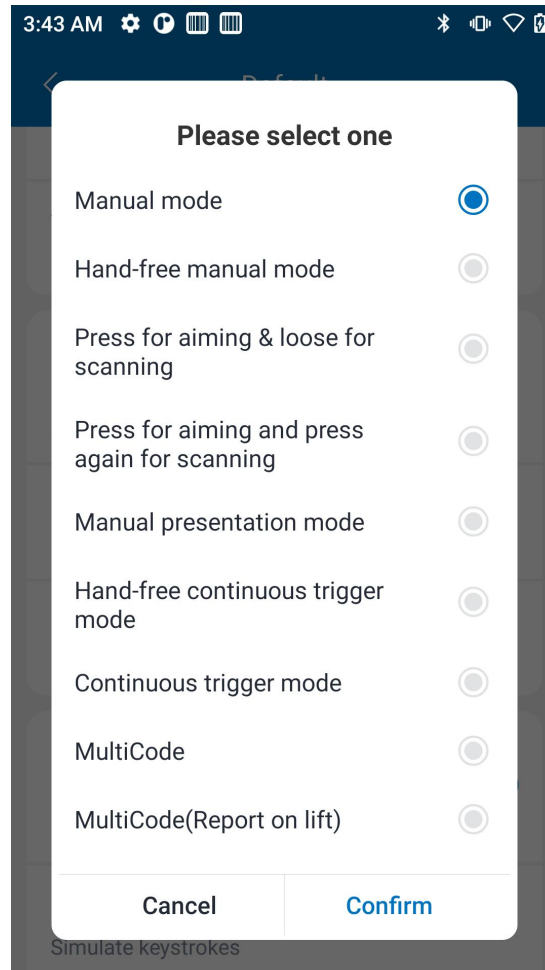 3:43 AM
Default
Please select one
Manual mode
Hand-free manual mode
Press for aiming & loose for
scanning
Press for aiming and press
again for scanning
Manual presentation mode
Hand-free continuous trigger
mode
Continuous trigger mode
MultiCode
MultiCode(Report on lift)
Cancel
Confirm
Simulate keystrokes